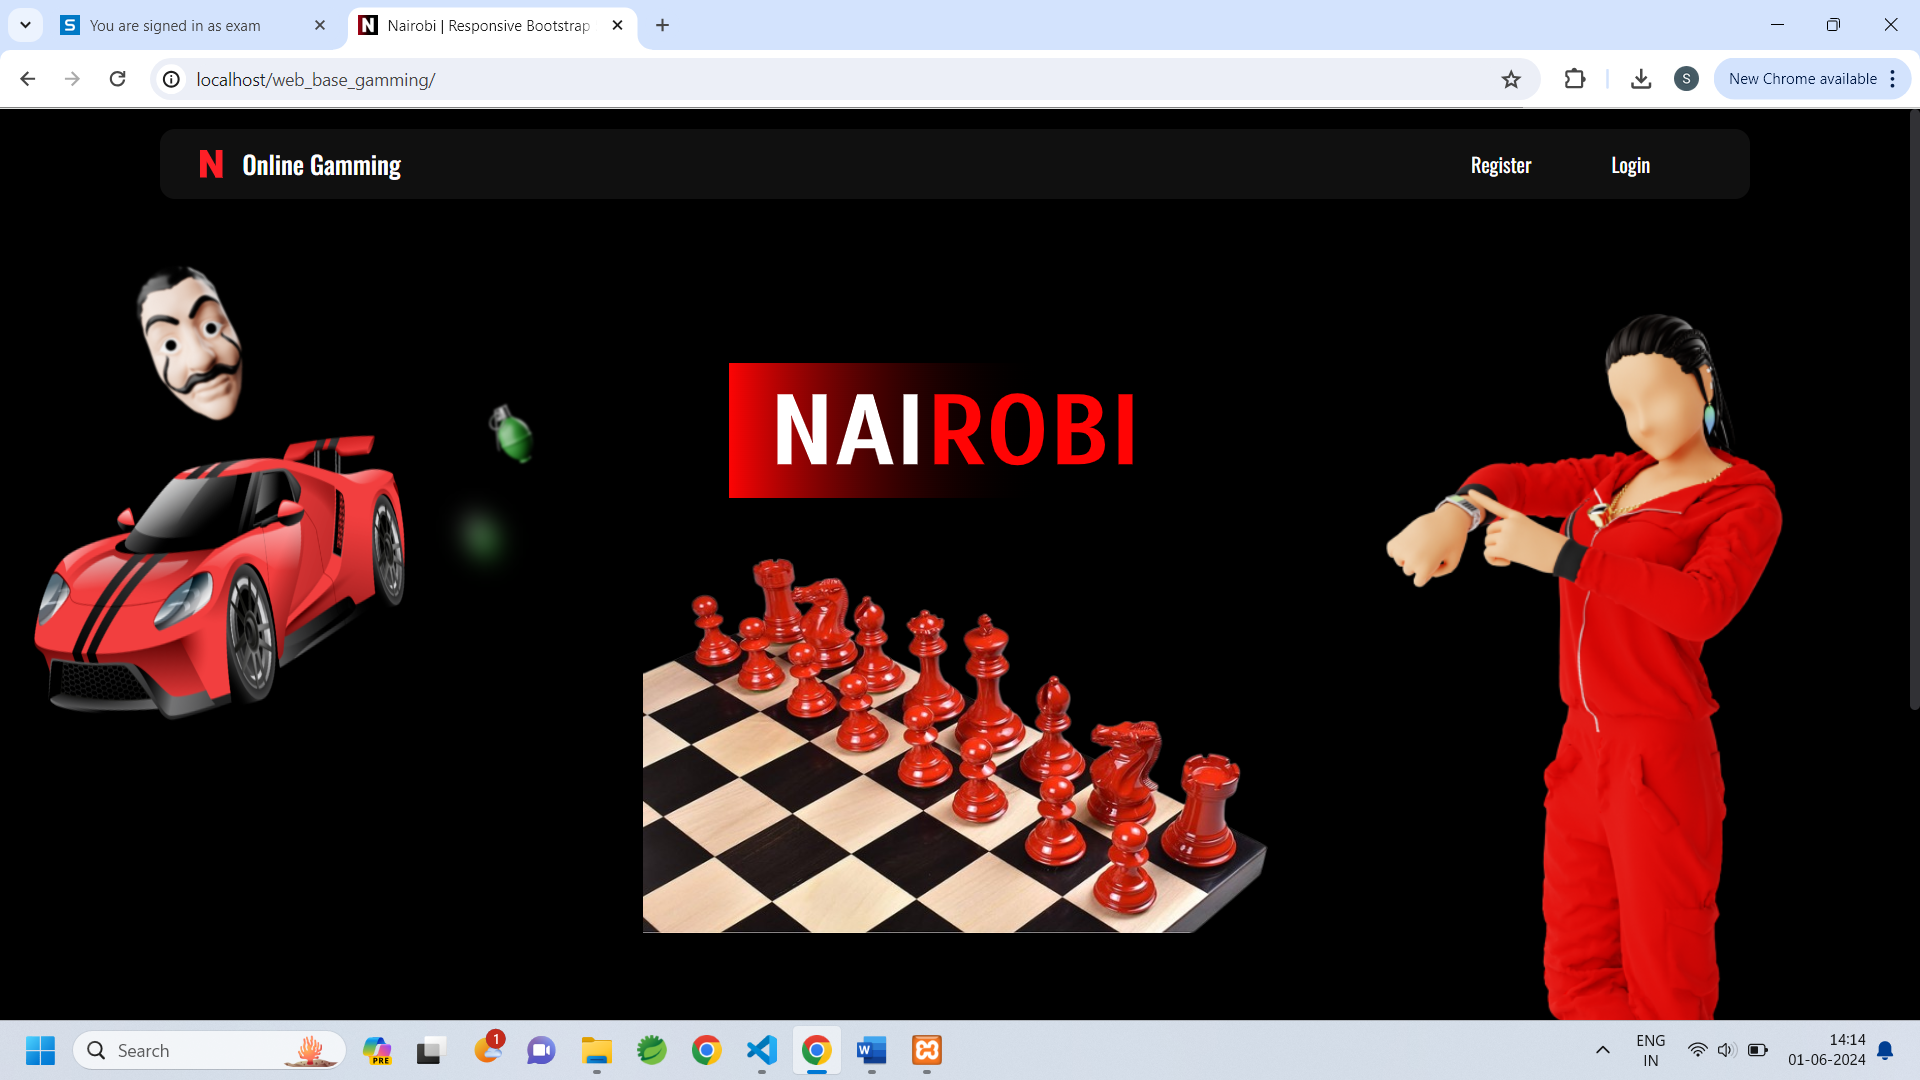 You are signed in as exam
Nairobi | Responsive Bootstrap
localhost/web_base_gamming/
S
New Chrome available
N Online Gamming
Register
Login
NAIROBI
Search
PRE
1
W
ENG
IN
14:14
01-06-2024